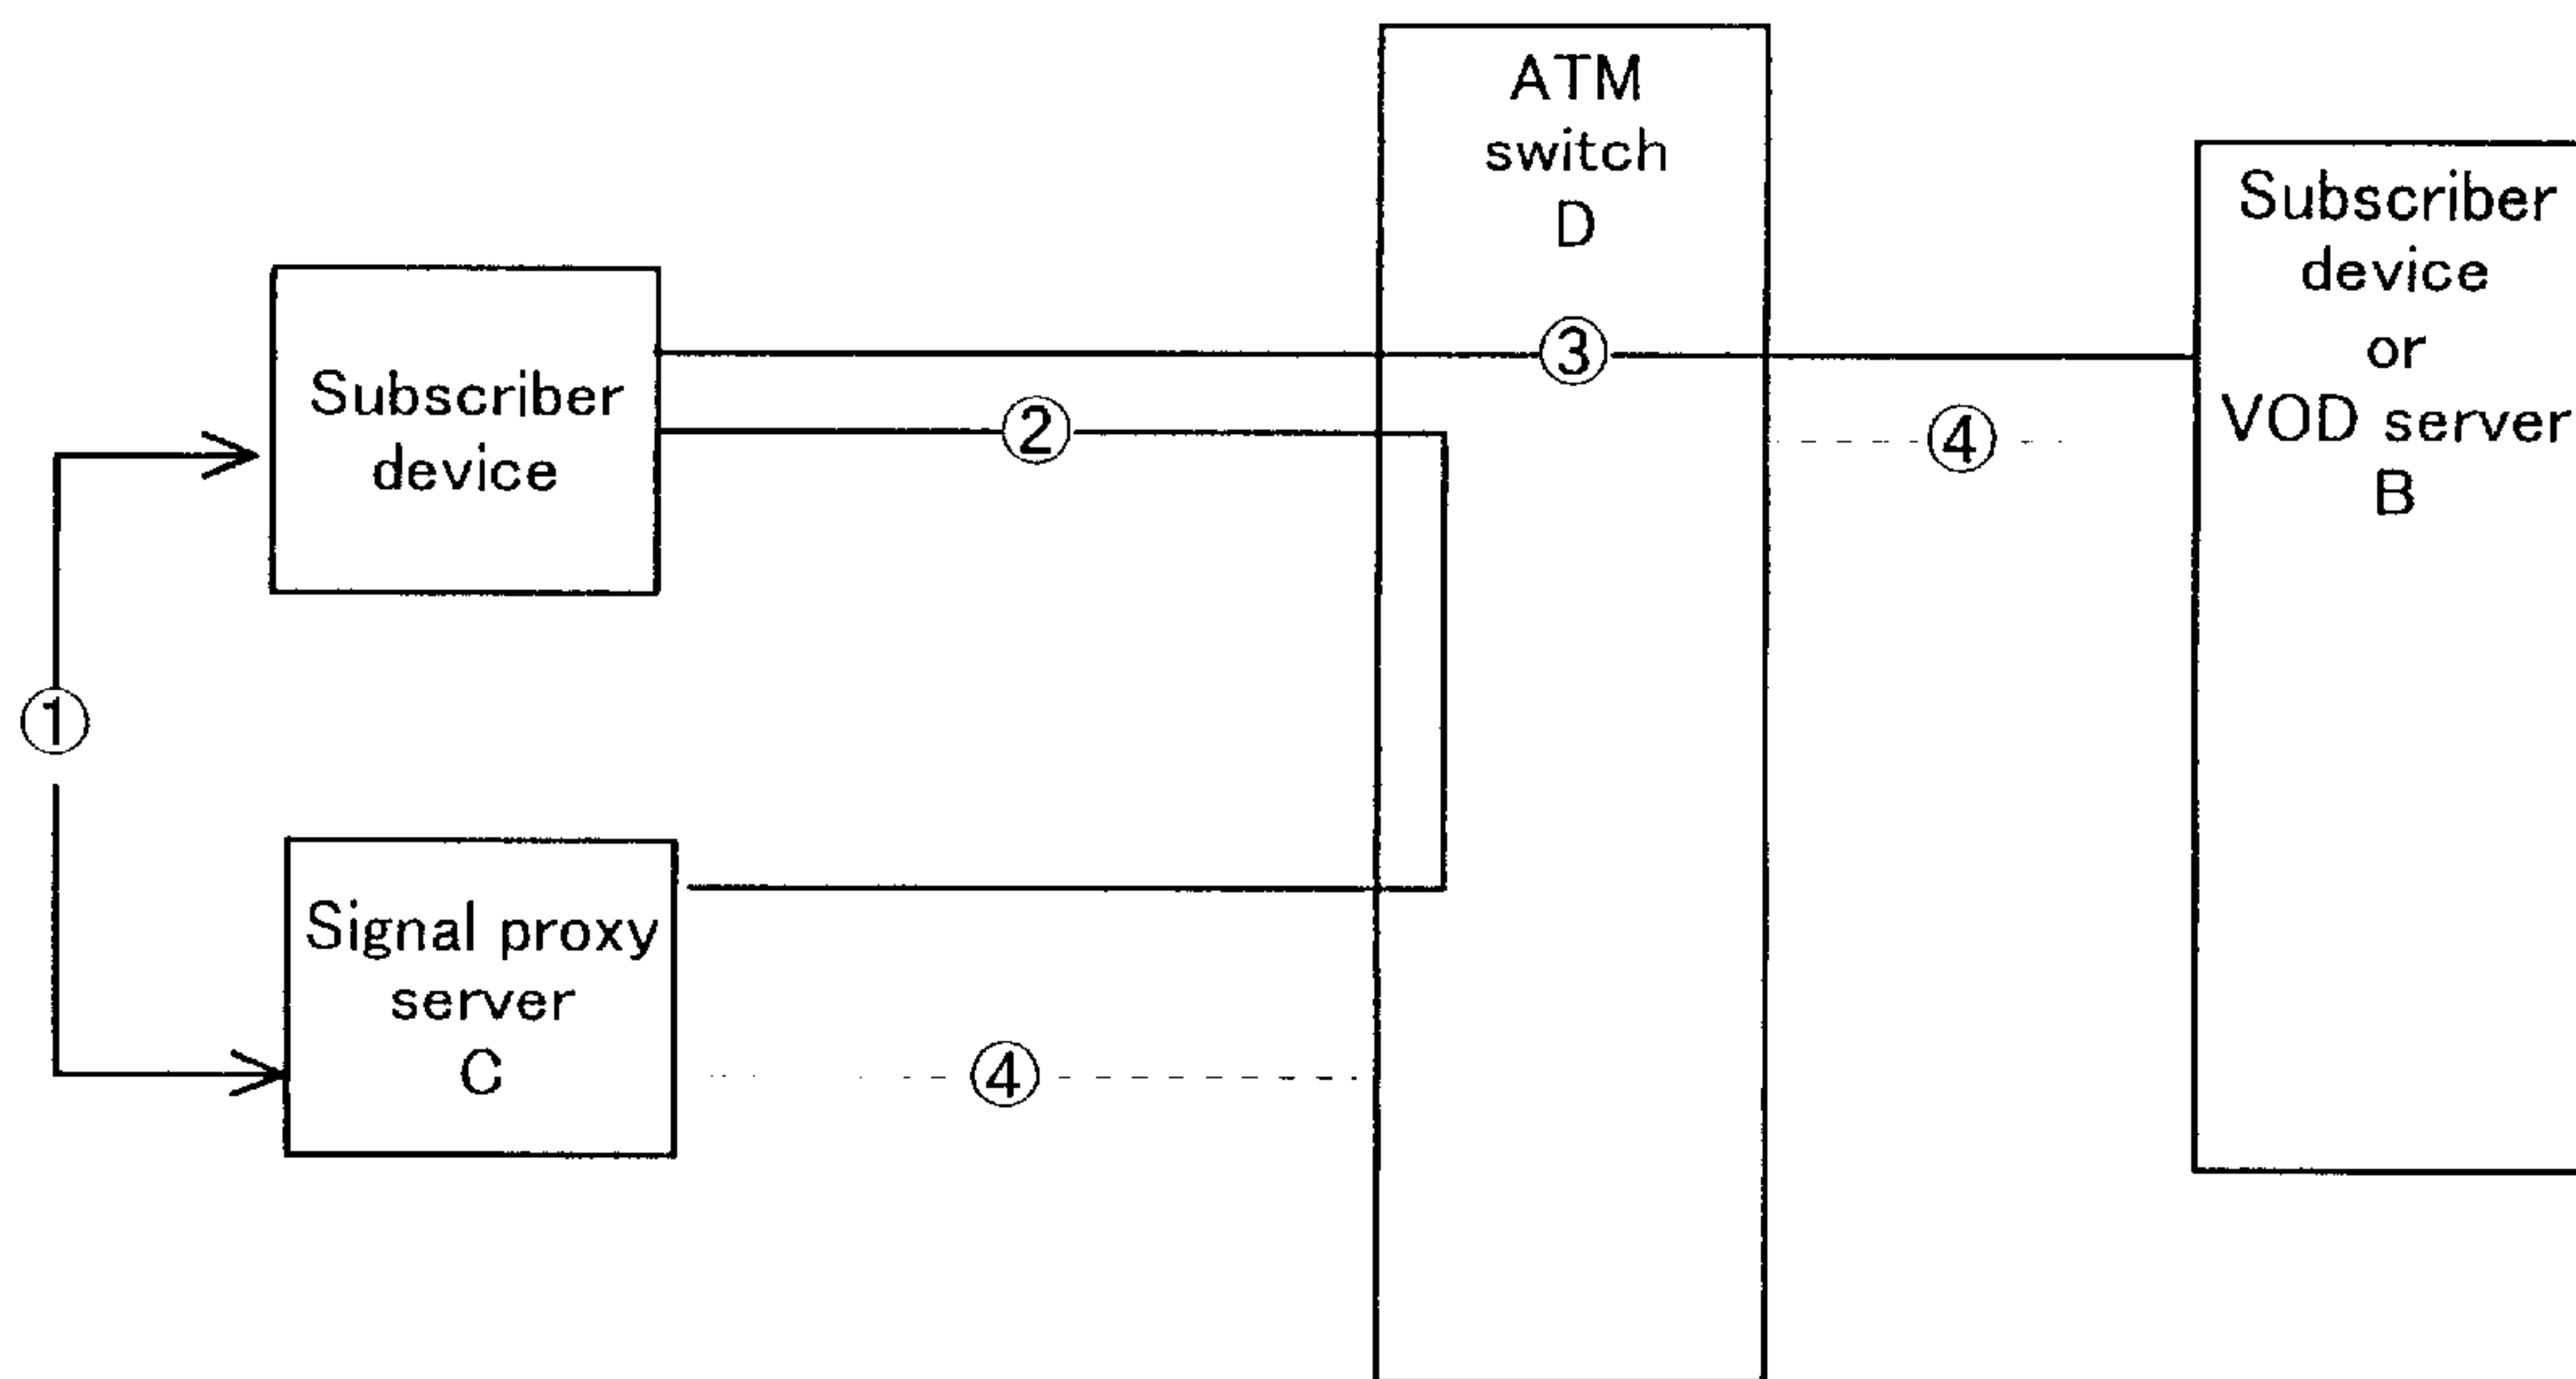 ATM
switch
D
Subscriber
device
or
VOD server
B
③
Subscriber
device
②
④
①
Signal proxy
server
C
④